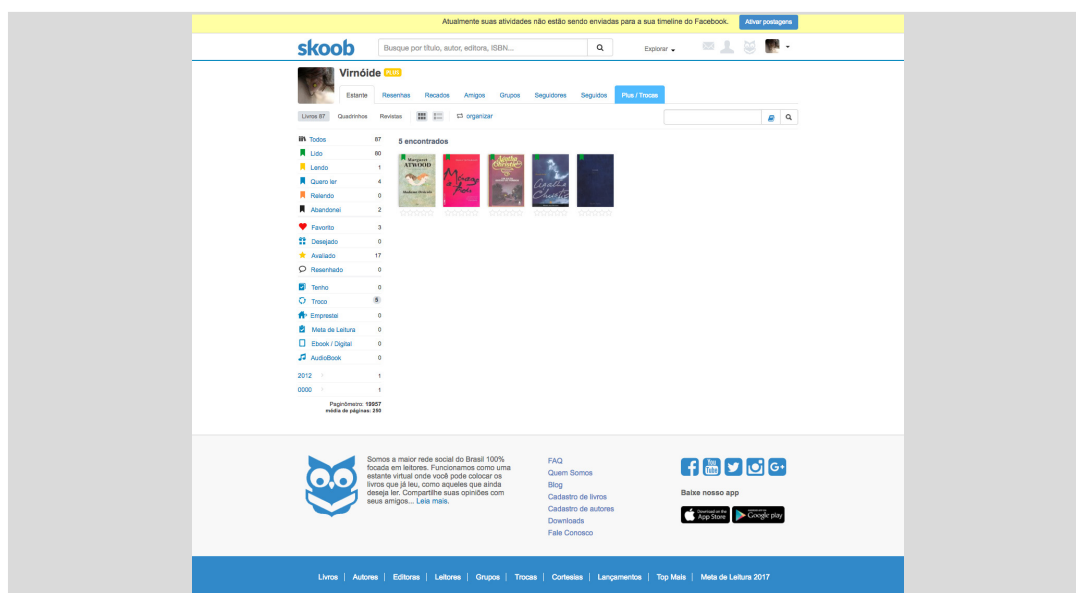 Atualmente suas atividades não estão sendo enviadas para a sua timeline do Facebook. Ativar postagens
skoob Busque por título, autor, editora, ISBN... Explorar
Virnóide PLUS
Estante Resenhas Recados Amigos Grupos Seguidores Seguidos Plus / Trocas
Livros 87 Quadrinhos Revistas organizar
Todos 87
Lido 80
Lendo 1
Quero ler 4
Relendo 0
Abandonei 2
Favorito 3
Desejado 0
Avaliado 17
Resenhado 0
Tenho 0
Troco 5
Emprestei 0
Meta de Leitura 0
Ebook / Digital 0
AudioBook 0
2012 1
0000 1
Paginômetro: 19857
média de páginas: 250
5 encontrados
Margaret
ATWOOD
Agatha
Christie
Agatha
Christie
Somos a maior rede social do Brasil 100%
focada em leitores. Funcionamos como uma
estante virtual onde você pode colocar os
livros que já leu, como aqueles que ainda
deseja ler. Compartilhe suas opiniões com
seus amigos... Leia mais.
FAQ
Quem Somos
Blog
Cadastro de livros
Cadastro de autores
Downloads
Fale Conosco
You
Tube
G+
Baixe nosso app
Download on the
App Store
Google play
Livros | Autores | Editoras | Leitores | Grupos | Trocas | Cortesias | Lançamentos | Top Mais | Meta de Leitura 2017